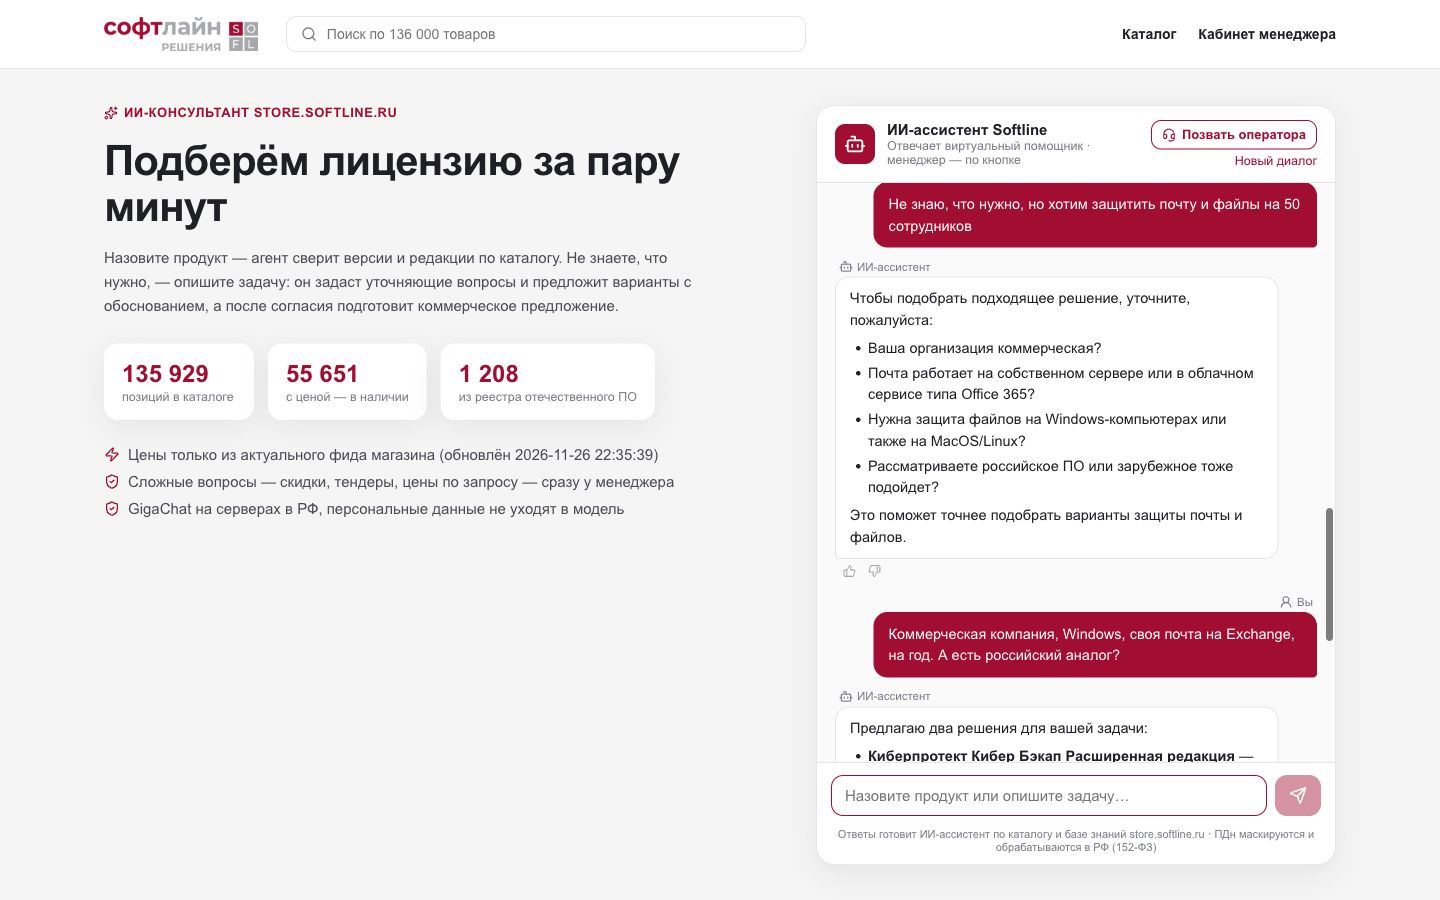 софтлайн
РЕШЕНИЯ
SO
FL
Поиск по 136 000 товаров
Каталог
Кабинет менеджера
ИИ-КОНСУЛЬТАНТ STORE.SOFTLINE.RU
Подберём лицензию за пару
минут
Назовите продукт — агент сверит версии и редакции по каталогу. Не знаете, что
нужно, — опишите задачу: он задаст уточняющие вопросы и предложит варианты с
обоснованием, а после согласия подготовит коммерческое предложение.
135 929
позиций в каталоге
55 651
с ценой — в наличии
1 208
из реестра отечественного ПО
Цены только из актуального фида магазина (обновлён 2026-11-26 22:35:39)
Сложные вопросы — скидки, тендеры, цены по запросу — сразу у менеджера
GigaChat на серверах в РФ, персональные данные не уходят в модель
ИИ-ассистент Softline
Отвечает виртуальный помощник ·
менеджер — по кнопке
Позвать оператора
Новый диалог
Не знаю, что нужно, но хотим защитить почту и файлы на 50
сотрудников
ИИ-ассистент
Чтобы подобрать подходящее решение, уточните,
пожалуйста:
• Ваша организация коммерческая?
• Почта работает на собственном сервере или в облачном
сервисе типа Office 365?
• Нужна защита файлов на Windows-компьютерах или
также на MacOS/Linux?
• Рассматриваете российское ПО или зарубежное тоже
подойдет?
Это поможет точнее подобрать варианты защиты почты и
файлов.
Вы
Коммерческая компания, Windows, своя почта на Exchange,
на год. А есть российский аналог?
ИИ-ассистент
Предлагаю два решения для вашей задачи:
• Киберпротект Кибер Бэкап Расширенная редакция —
Назовите продукт или опишите задачу…
Ответы готовит ИИ-ассистент по каталогу и базе знаний store.softline.ru · ПДн маскируются и
обрабатываются в РФ (152-ФЗ)